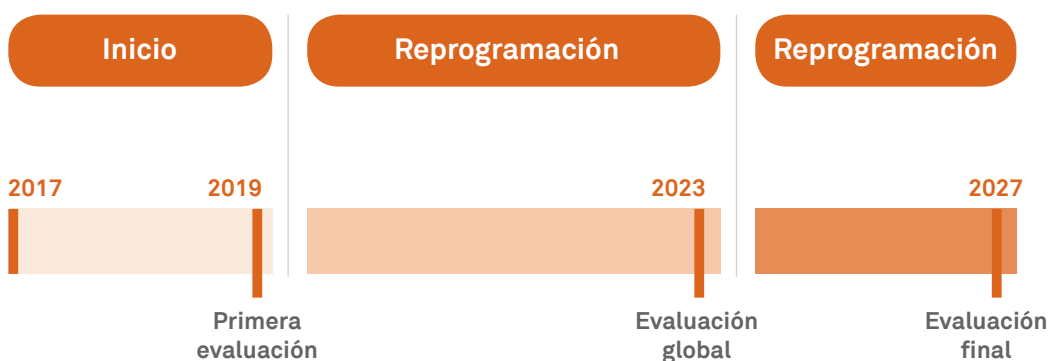 Inicio
Reprogramación
Reprogramación
2017
2019
2023
2027
Primera
evaluación
Evaluación
global
Evaluación
final